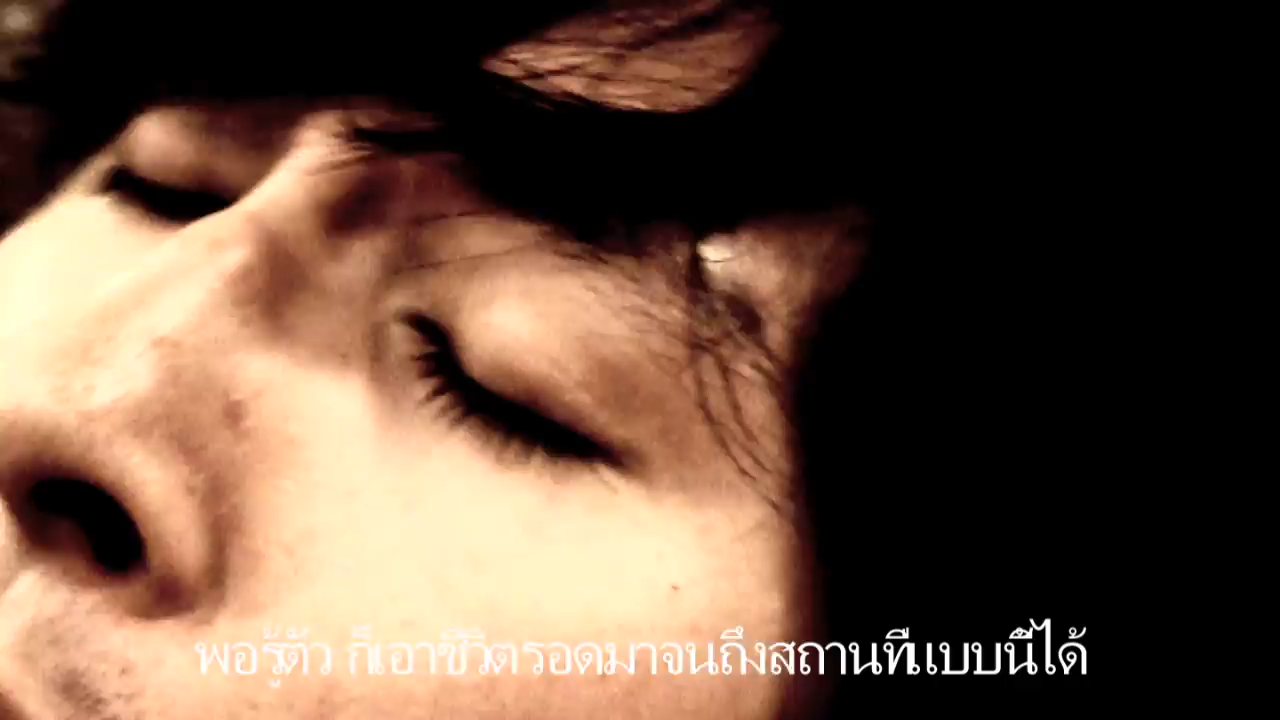 พอรู้ตัว ก็เอาชีวิตรอดมาจนถึงสถานที่แบบนี้ได้